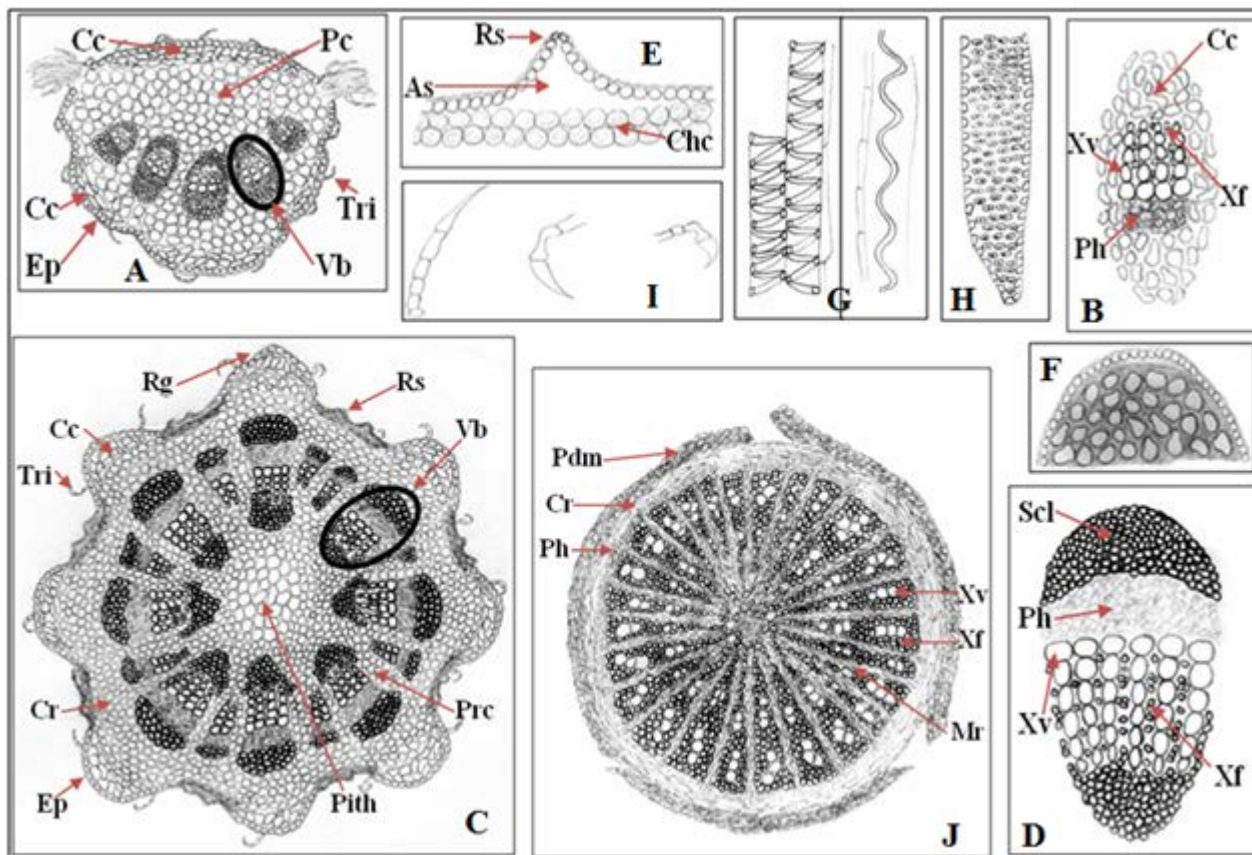 Cc
Pc
Cc
Tri
Ep
Vb
A
Rs
E
As
Chc
I
G
H
Cc
Xv
Xf
Ph
B
Rg
Rs
Cc
Vb
Tri
Cr
Prc
Ep
Pith
C
Pdm
Cr
Ph
Xv
Xf
Mr
J
F
Scl
Ph
Xv
Xf
D